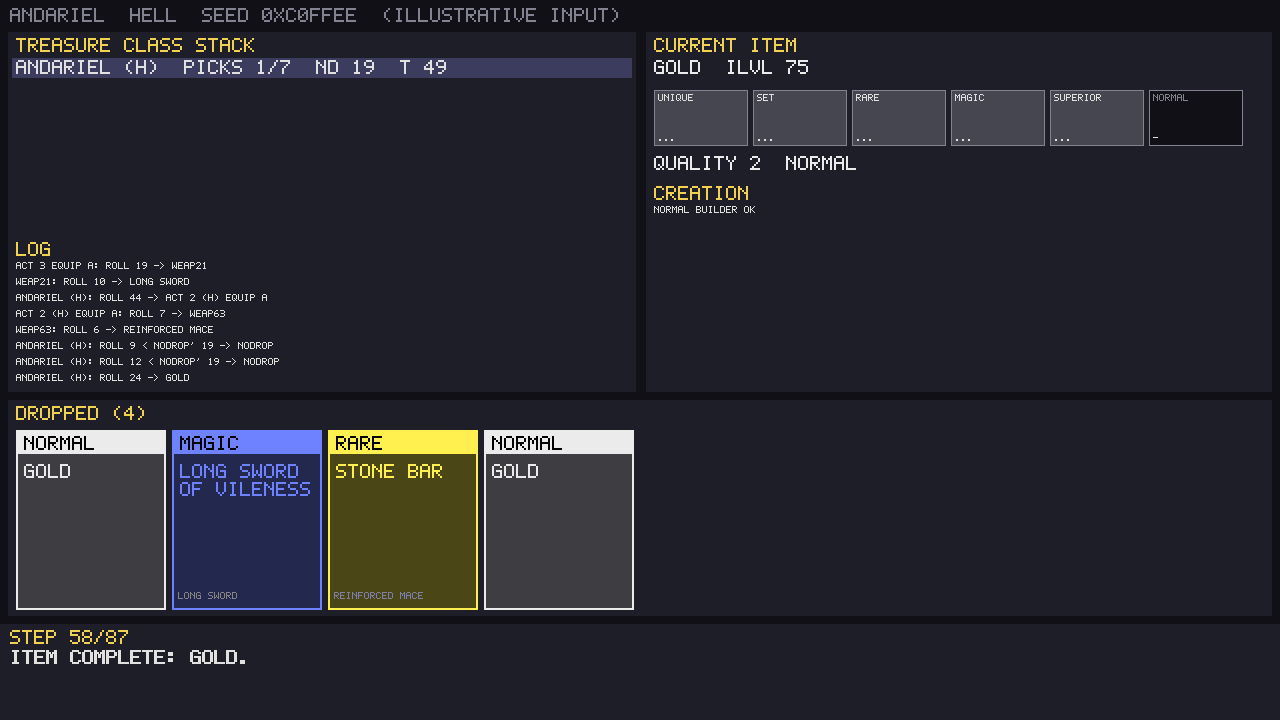 ANDARIEL  HELL  SEED 0XC0FFEE  (ILLUSTRATIVE INPUT)
TREASURE CLASS STACK
ANDARIEL (H)  PICKS 1/7  ND 19  T 49
LOG
ACT 3 EQUIP A: ROLL 19 -> WEAP21
WEAP21: ROLL 10 -> LONG SWORD
ANDARIEL (H): ROLL 44 -> ACT 2 (H) EQUIP A
ACT 2 (H) EQUIP A: ROLL 7 -> WEAP63
WEAP63: ROLL 6 -> REINFORCED MACE
ANDARIEL (H): ROLL 9 < NODROP' 19 -> NODROP
ANDARIEL (H): ROLL 12 < NODROP' 19 -> NODROP
ANDARIEL (H): ROLL 24 -> GOLD
CURRENT ITEM
GOLD  ILVL 75
UNIQUE SET RARE MAGIC SUPERIOR NORMAL
... ... ... ... ... -
QUALITY 2  NORMAL
CREATION
NORMAL BUILDER OK
DROPPED (4)
NORMAL
GOLD
MAGIC
LONG SWORD
OF VILENESS
LONG SWORD
RARE
STONE BAR
REINFORCED MACE
NORMAL
GOLD
STEP 58/87
ITEM COMPLETE: GOLD.